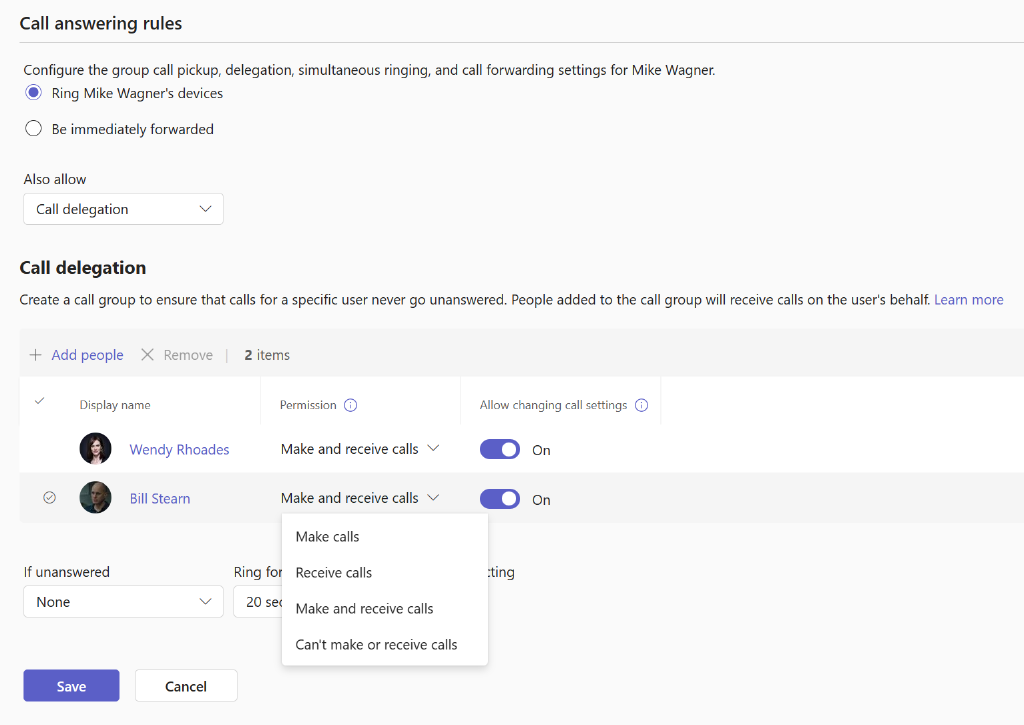 Call answering rules
Configure the group call pickup, delegation, simultaneous ringing, and call forwarding settings for Mike Wagner.
Ring Mike Wagner's devices
Be immediately forwarded
Also allow
Call delegation
Call delegation
Create a call group to ensure that calls for a specific user never go unanswered. People added to the call group will receive calls on the user's behalf. Learn more
Add people Remove | 2 items
Display name Permission Allow changing call settings
Wendy Rhoades Make and receive calls On
Bill Stearn Make and receive calls On
Make calls
Receive calls
Make and receive calls
Can't make or receive calls
If unanswered Ring for
None 20
Save Cancel